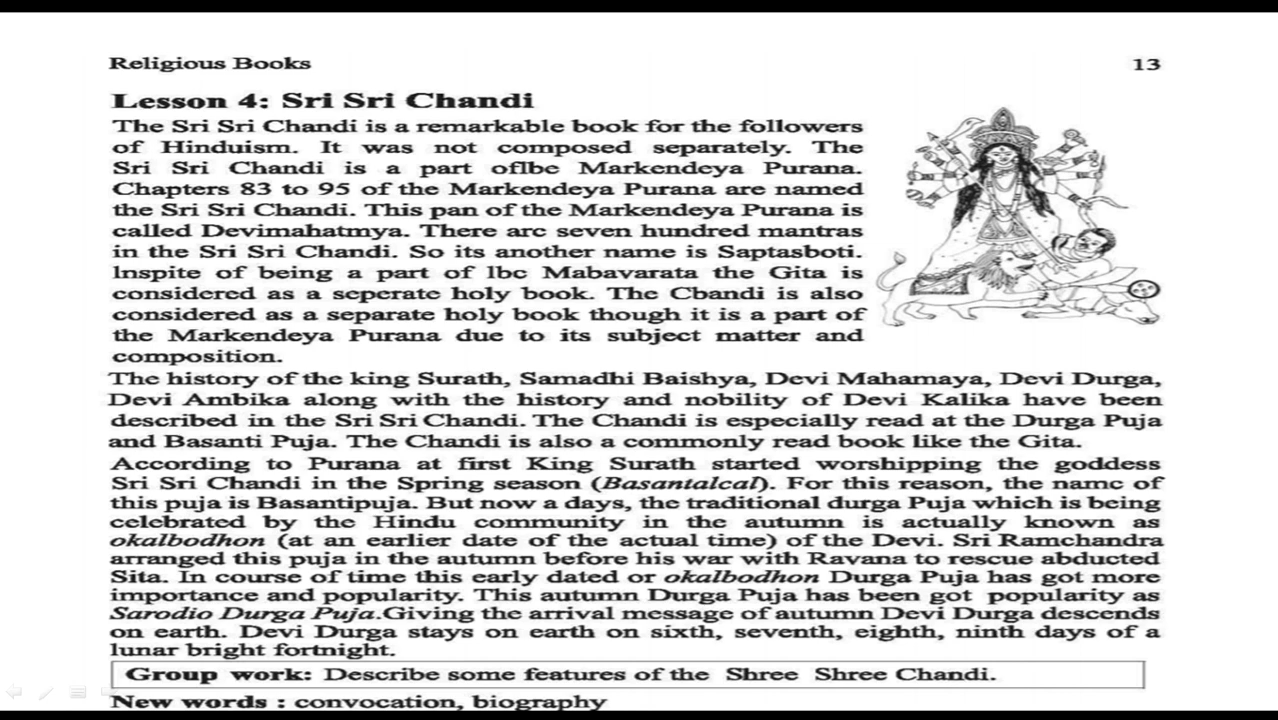 Religious Books 13
Lesson 4: Sri Sri Chandi
The Sri Sri Chandi is a remarkable book for the followers
of Hinduism. It was not composed separately. The
Sri Sri Chandi is a part oflbe Markendeya Purana.
Chapters 83 to 95 of the Markendeya Purana are named
the Sri Sri Chandi. This pan of the Markendeya Purana is
called Devimahatmya. There arc seven hundred mantras
in the Sri Sri Chandi. So its another name is Saptasboti.
lnspite of being a part of lbc Mabavarata the Gita is
considered as a seperate holy book. The Cbandi is also
considered as a separate holy book though it is a part of
the Markendeya Purana due to its subject matter and
composition.
The history of the king Surath, Samadhi Baishya, Devi Mahamaya, Devi Durga,
Devi Ambika along with the history and nobility of Devi Kalika have been
described in the Sri Sri Chandi. The Chandi is especially read at the Durga Puja
and Basanti Puja. The Chandi is also a commonly read book like the Gita.
According to Purana at first King Surath started worshipping the goddess
Sri Sri Chandi in the Spring season (Basantalcal). For this reason, the namc of
this puja is Basantipuja. But now a days, the traditional durga Puja which is being
celebrated by the Hindu community in the autumn is actually known as
okalbodhon (at an earlier date of the actual time) of the Devi. Sri Ramchandra
arranged this puja in the autumn before his war with Ravana to rescue abducted
Sita. In course of time this early dated or okalbodhon Durga Puja has got more
importance and popularity. This autumn Durga Puja has been got popularity as
Sarodio Durga Puja.Giving the arrival message of autumn Devi Durga descends
on earth. Devi Durga stays on earth on sixth, seventh, eighth, ninth days of a
lunar bright fortnight.
Group work: Describe some features of the Shree Shree Chandi.
New words : convocation, biography